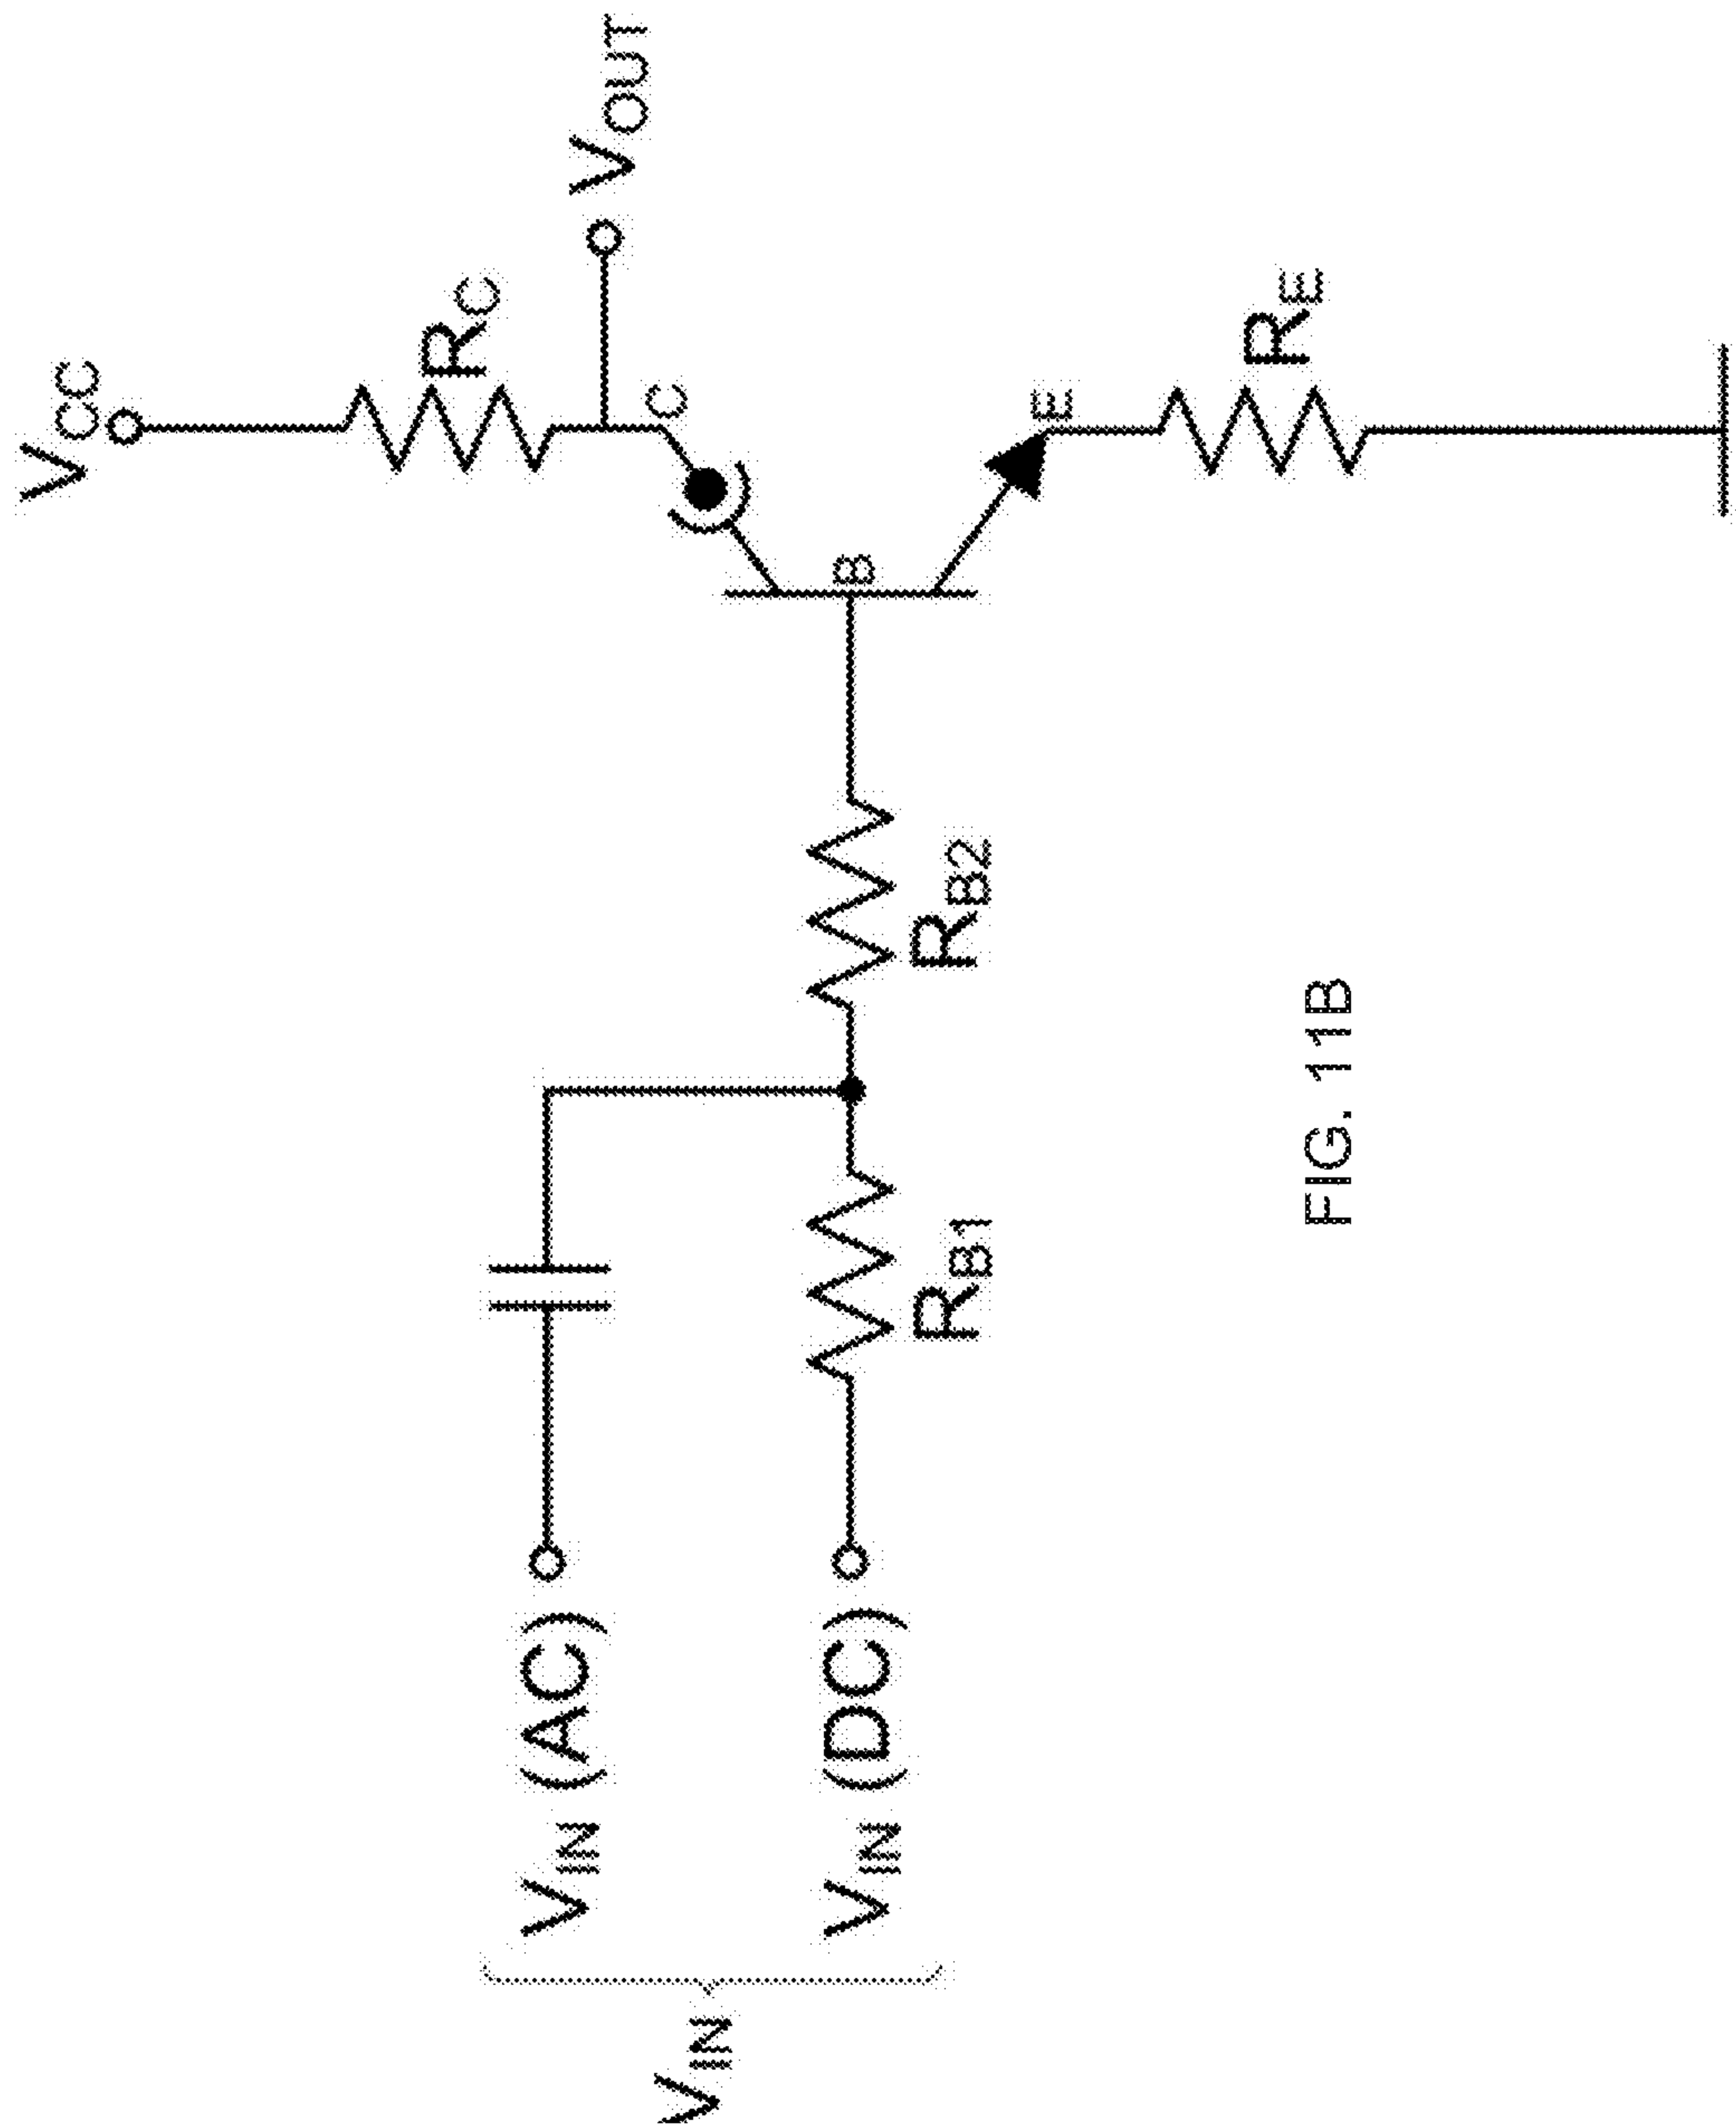 VCC
RC
VOUT
C
B
E
RE
RB2
RB1
VIN (AC)
VIN (DC)
VIN
FIG. 11B